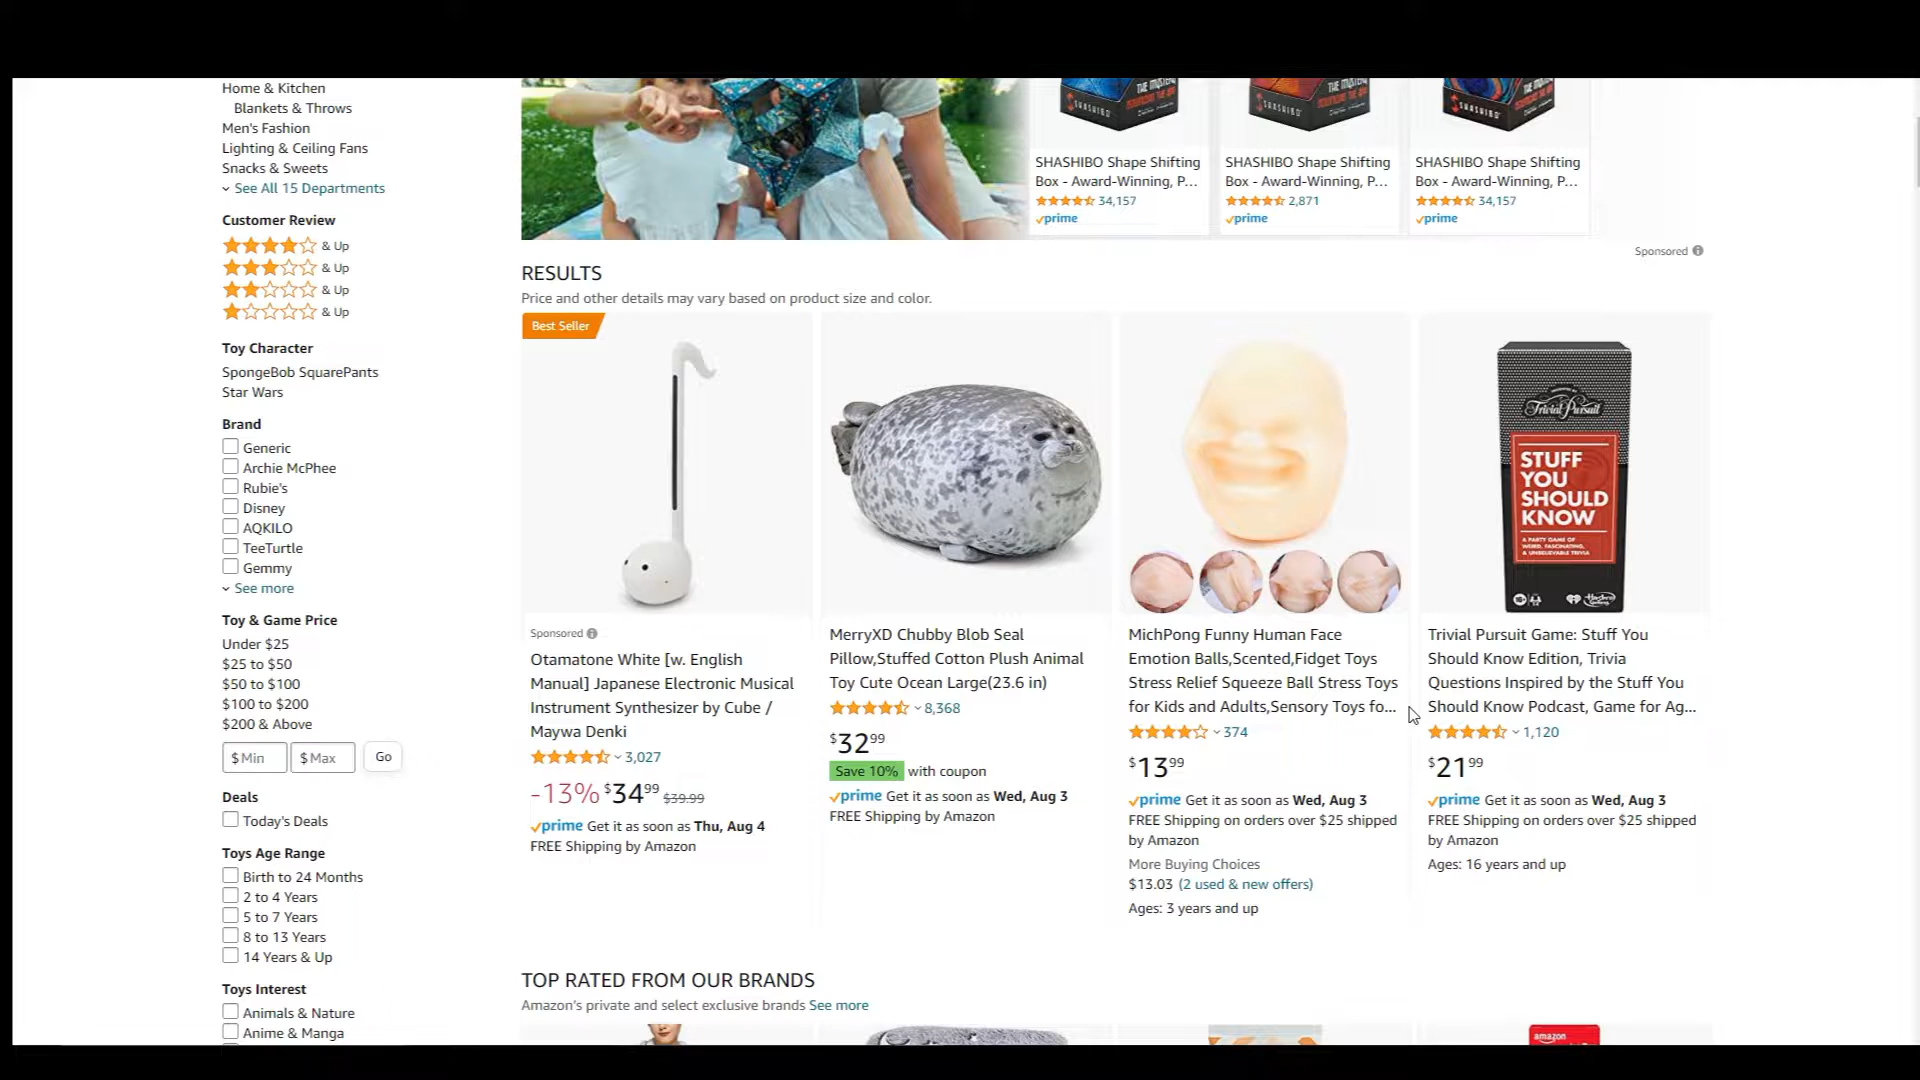 Home & Kitchen
Blankets & Throws
Men's Fashion
Lighting & Ceiling Fans
Snacks & Sweets
See All 15 Departments
Customer Review
& Up
& Up
& Up
& Up
Toy Character
SpongeBob SquarePants
Star Wars
Brand
Generic
Archie McPhee
Rubie's
Disney
AQKILO
TeeTurtle
Gemmy
See more
Toy & Game Price
Under $25
$25 to $50
$50 to $100
$100 to $200
$200 & Above
$ Min $ Max Go
Deals
Today's Deals
Toys Age Range
Birth to 24 Months
2 to 4 Years
5 to 7 Years
8 to 13 Years
14 Years & Up
Toys Interest
Animals & Nature
Anime & Manga
SHASHIBO
SHASHIBO Shape Shifting
Box - Award-Winning, P...
34,157
prime
SHASHIBO
SHASHIBO Shape Shifting
Box - Award-Winning, P...
2,871
prime
SHASHIBO
SHASHIBO Shape Shifting
Box - Award-Winning, P...
34,157
prime
Sponsored
RESULTS
Price and other details may vary based on product size and color.
Best Seller
Sponsored
Otamatone White [w. English
Manual] Japanese Electronic Musical
Instrument Synthesizer by Cube /
Maywa Denki
3,027
-13% $34.99 $39.99
prime Get it as soon as Thu, Aug 4
FREE Shipping by Amazon
MerryXD Chubby Blob Seal
Pillow,Stuffed Cotton Plush Animal
Toy Cute Ocean Large(23.6 in)
8,368
$32.99
Save 10% with coupon
prime Get it as soon as Wed, Aug 3
FREE Shipping by Amazon
MichPong Funny Human Face
Emotion Balls,Scented,Fidget Toys
Stress Relief Squeeze Ball Stress Toys
for Kids and Adults,Sensory Toys fo...
374
$13.99
prime Get it as soon as Wed, Aug 3
FREE Shipping on orders over $25 shipped
by Amazon
More Buying Choices
$13.03 (2 used & new offers)
Ages: 3 years and up
Trivial Pursuit
STUFF
YOU
SHOULD
KNOW
A PARTY GAME OF
WEIRD, FASCINATING,
& UNBELIEVABLE TRIVIA
Trivial Pursuit Game: Stuff You
Should Know Edition, Trivia
Questions Inspired by the Stuff You
Should Know Podcast, Game for Ag...
1,120
$21.99
prime Get it as soon as Wed, Aug 3
FREE Shipping on orders over $25 shipped
by Amazon
Ages: 16 years and up
TOP RATED FROM OUR BRANDS
Amazon's private and select exclusive brands See more
amazon